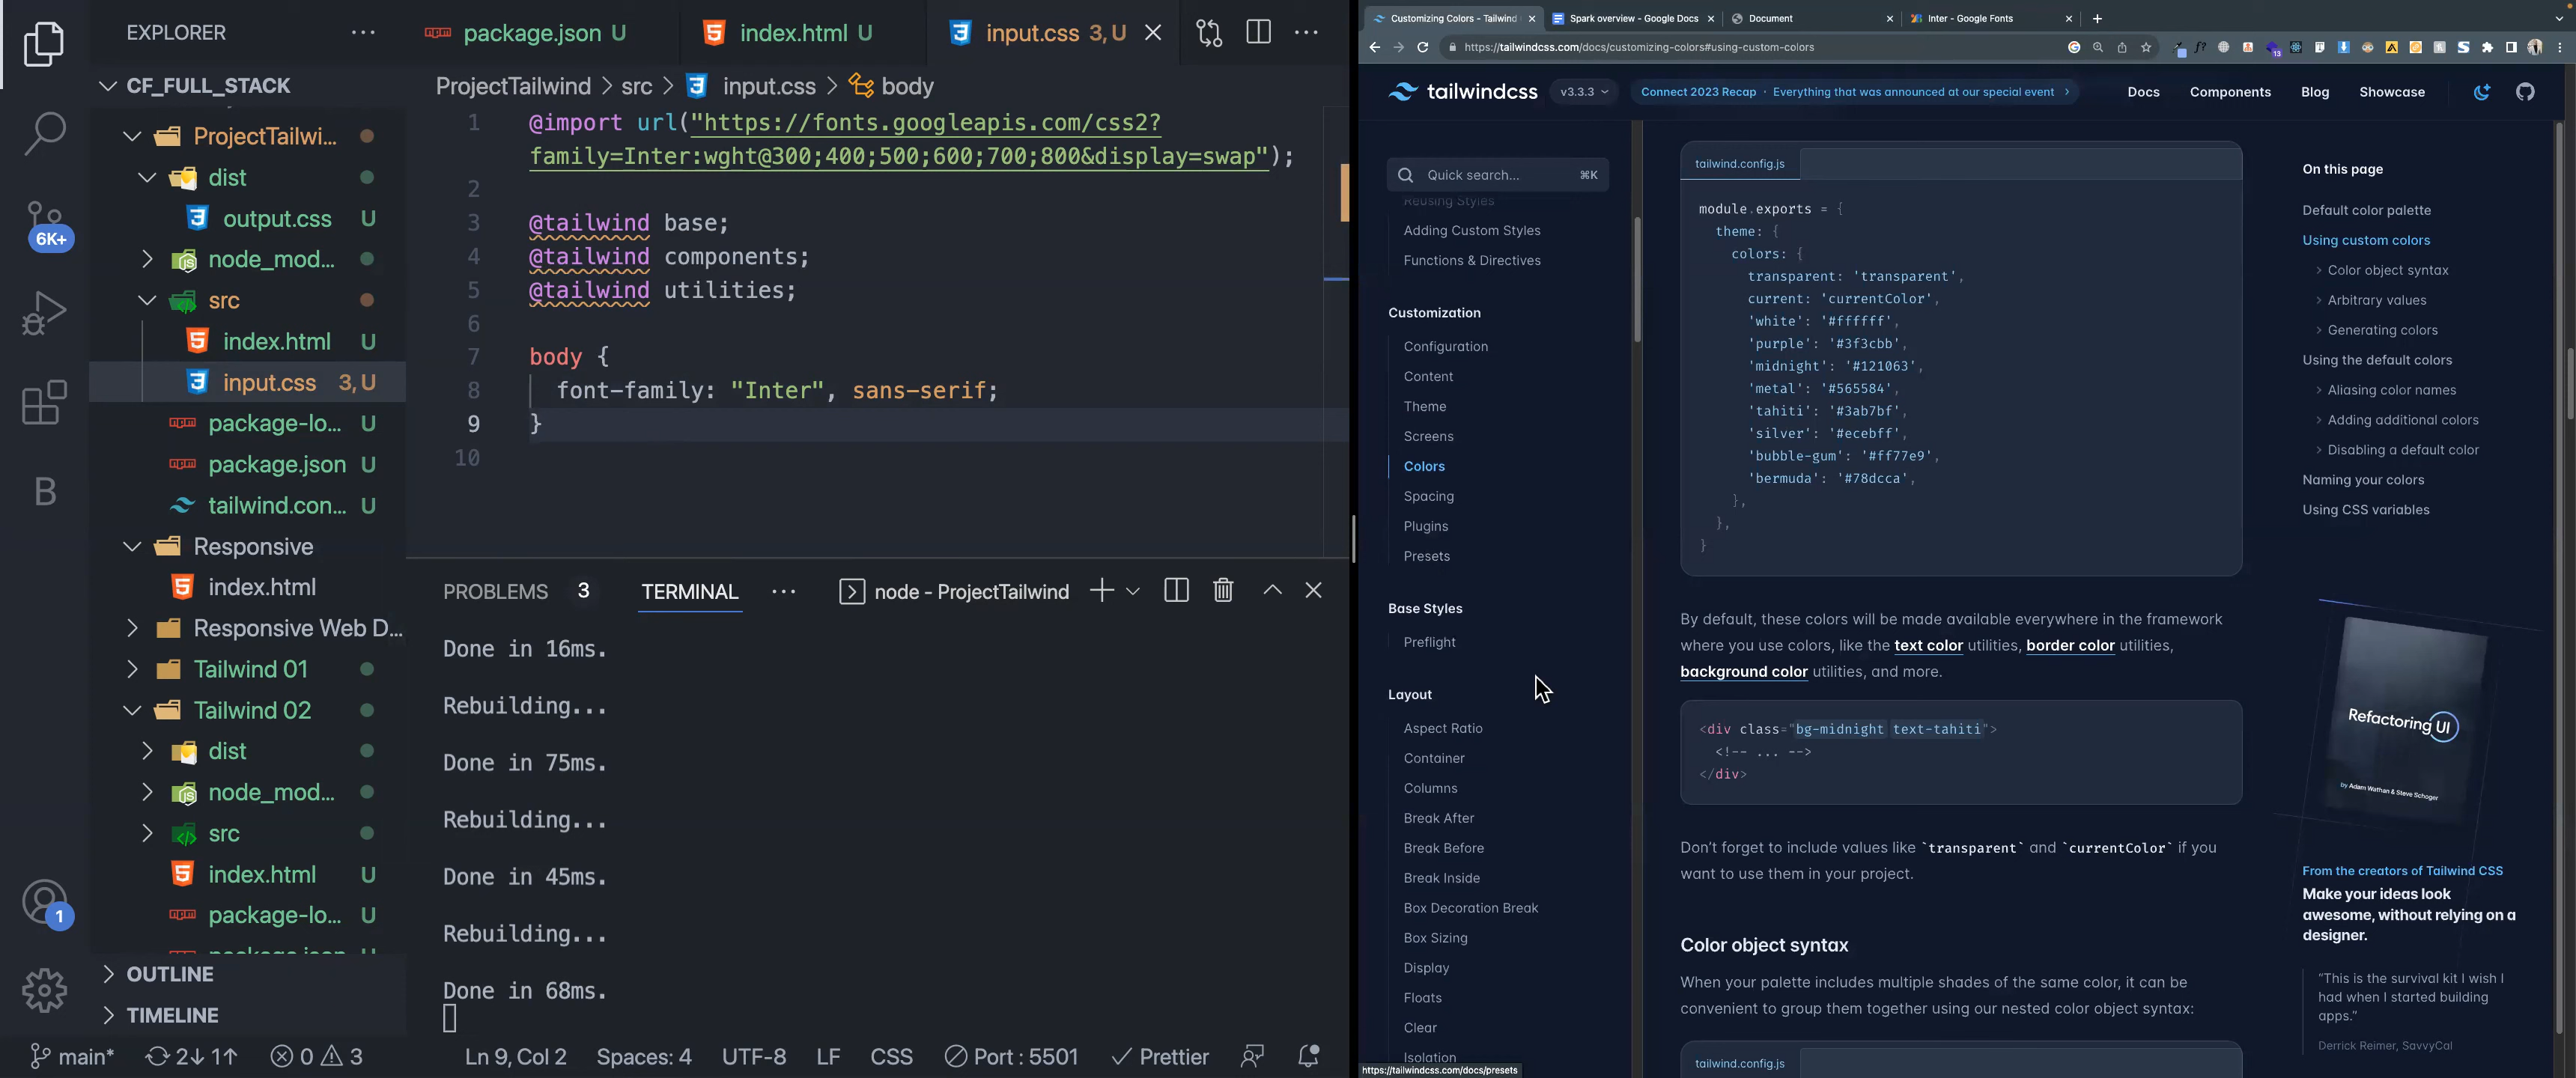 EXPLORER
CF_FULL_STACK
ProjectTailwi...
dist
output.css U
node_mod...
src
index.html U
input.css 3, U
package-lo... U
package.json U
tailwind.con... U
Responsive
index.html
Responsive Web D...
Tailwind 01
Tailwind 02
dist
node_mod...
src
index.html U
package-lo... U
OUTLINE
TIMELINE
6K+
B
1
package.json U
index.html U
input.css 3, U
ProjectTailwind > src > input.css > body
1 @import url("https://fonts.googleapis.com/css2?
family=Inter:wght@300;400;500;600;700;800&display=swap");
2
3 @tailwind base;
4 @tailwind components;
5 @tailwind utilities;
6
7 body {
8 font-family: "Inter", sans-serif;
9 }
10
PROBLEMS 3 TERMINAL ... node - ProjectTailwind
Done in 16ms.
Rebuilding...
Done in 75ms.
Rebuilding...
Done in 45ms.
Rebuilding...
Done in 68ms.
main* 2↓ 1↑ 0 3 Ln 9, Col 2 Spaces: 4 UTF-8 LF CSS Port : 5501 Prettier
Customizing Colors - Tailwind
Spark overview - Google Docs
Document
Inter - Google Fonts
https://tailwindcss.com/docs/customizing-colors#using-custom-colors
13
tailwindcss v3.3.3 Connect 2023 Recap · Everything that was announced at our special event Docs Components Blog Showcase
Quick search... ⌘K
Reusing Styles
Adding Custom Styles
Functions & Directives
Customization
Configuration
Content
Theme
Screens
Colors
Spacing
Plugins
Presets
Base Styles
Preflight
Layout
Aspect Ratio
Container
Columns
Break After
Break Before
Break Inside
Box Decoration Break
Box Sizing
Display
Floats
Clear
Isolation
https://tailwindcss.com/docs/presets
tailwind.config.js
module.exports = {
theme: {
colors: {
transparent: 'transparent',
current: 'currentColor',
'white': '#ffffff',
'purple': '#3f3cbb',
'midnight': '#121063',
'metal': '#565584',
'tahiti': '#3ab7bf',
'silver': '#ecebff',
'bubble-gum': '#ff77e9',
'bermuda': '#78dcca',
},
},
}
By default, these colors will be made available everywhere in the framework
where you use colors, like the text color utilities, border color utilities,
background color utilities, and more.
<div class="bg-midnight text-tahiti">
<!-- ... -->
</div>
Don't forget to include values like `transparent` and `currentColor` if you
want to use them in your project.
Color object syntax
When your palette includes multiple shades of the same color, it can be
convenient to group them together using our nested color object syntax:
tailwind.config.js
On this page
Default color palette
Using custom colors
Color object syntax
Arbitrary values
Generating colors
Using the default colors
Aliasing color names
Adding additional colors
Disabling a default color
Naming your colors
Using CSS variables
Refactoring UI
by Adam Wathan & Steve Schoger
From the creators of Tailwind CSS
Make your ideas look
awesome, without relying on a
designer.
"This is the survival kit I wish I
had when I started building
apps."
Derrick Reimer, SavvyCal